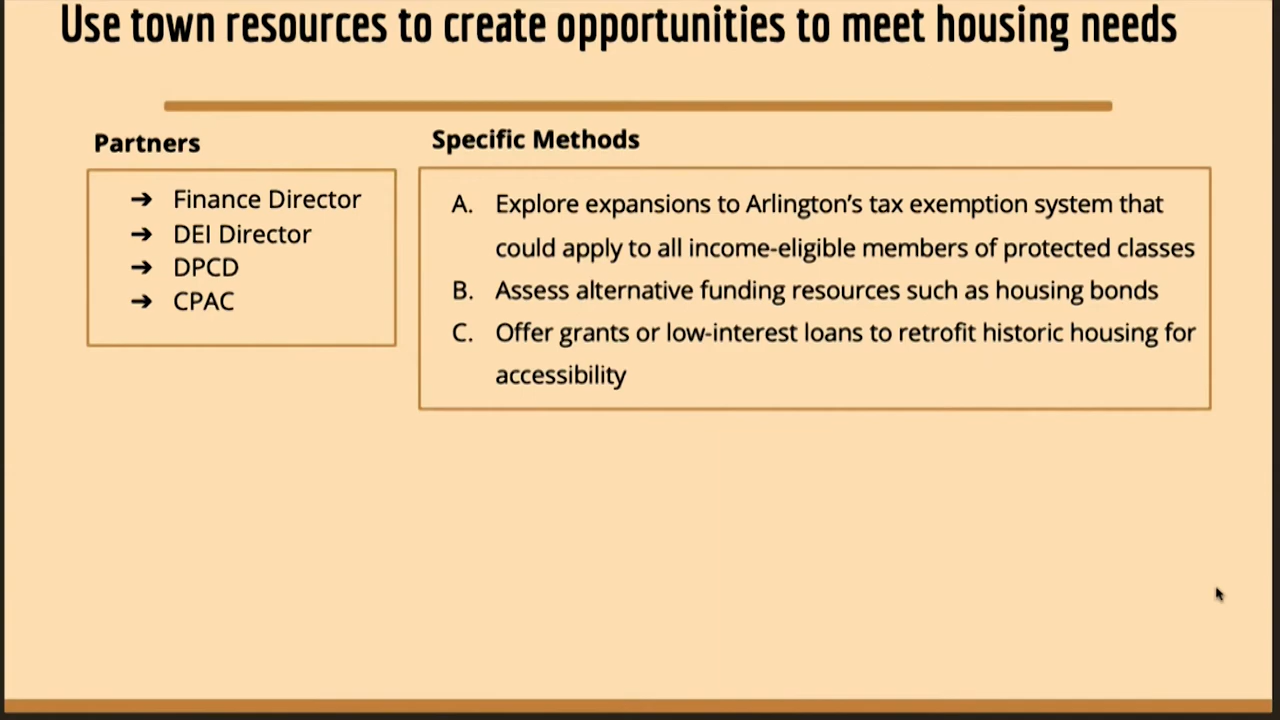 Use town resources to create opportunities to meet housing needs
Partners
➔ Finance Director
➔ DEI Director
➔ DPCD
➔ CPAC
Specific Methods
A. Explore expansions to Arlington’s tax exemption system that
could apply to all income-eligible members of protected classes
B. Assess alternative funding resources such as housing bonds
C. Offer grants or low-interest loans to retrofit historic housing for
accessibility